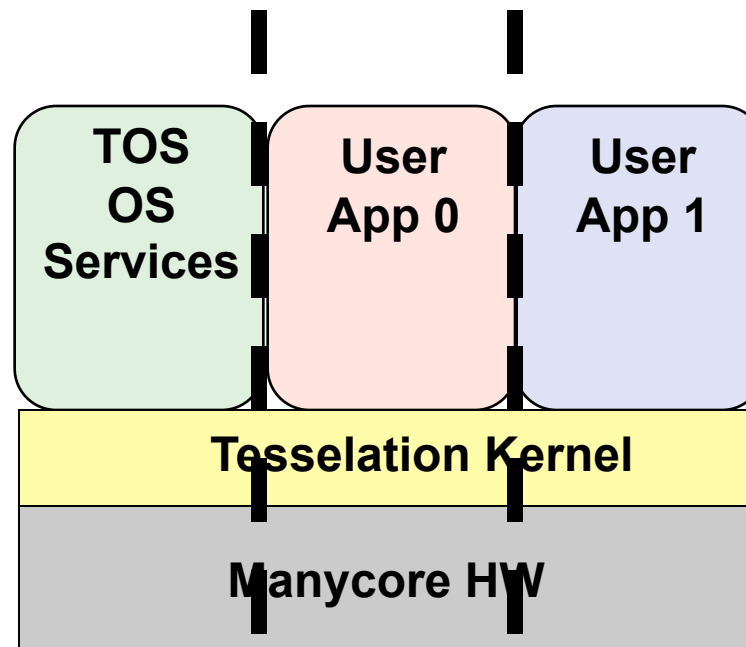 TOS
OS
Services
User
App 0
User
App 1
Tesselation Kernel
Manycore HW